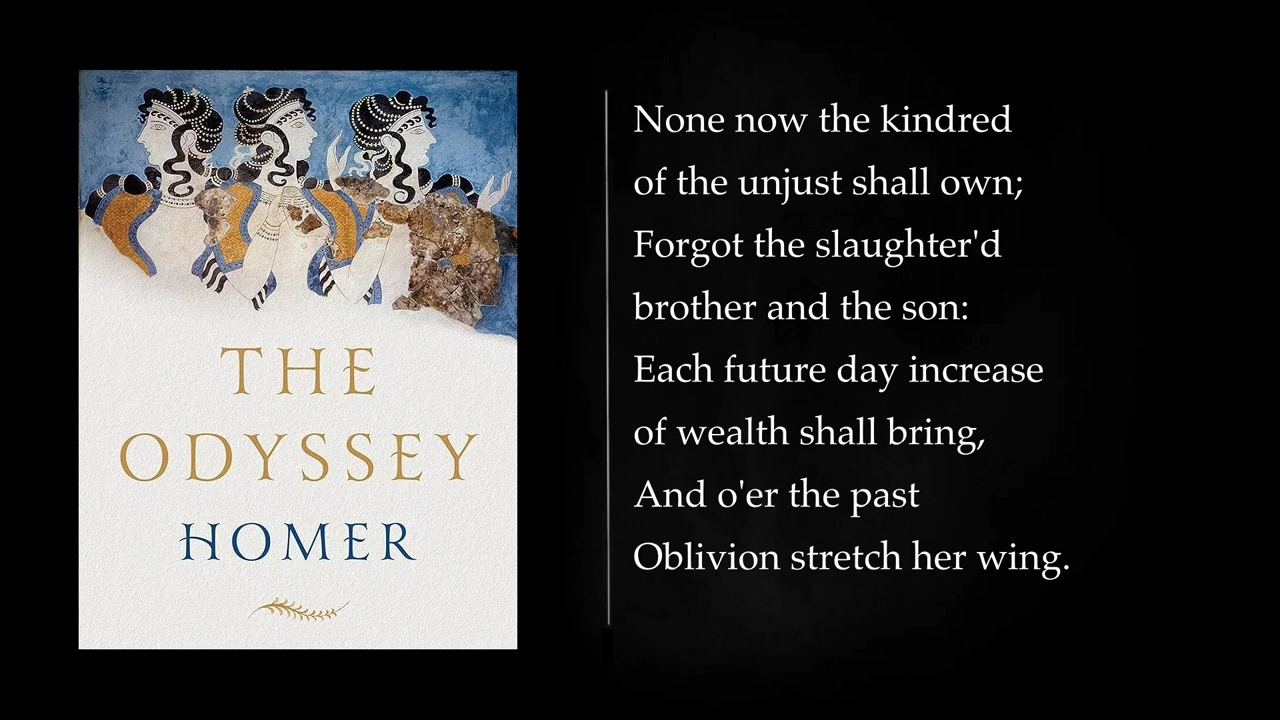 THE
ODYSSEY
HOMER
None now the kindred
of the unjust shall own;
Forgot the slaughter'd
brother and the son:
Each future day increase
of wealth shall bring,
And o'er the past
Oblivion stretch her wing.